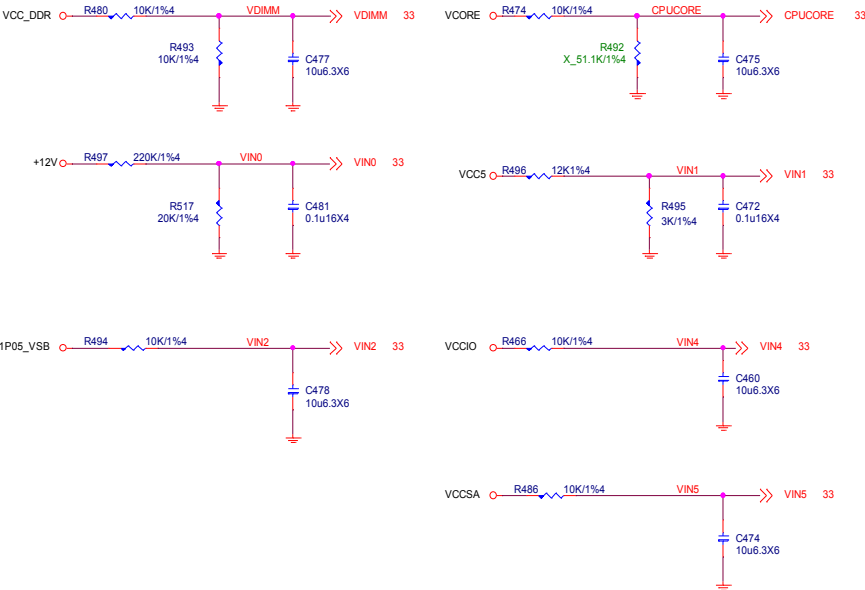 VCC_DDR R480 10K/1%4 VDIMM VDIMM 33
R493
10K/1%4
C477
10u6.3X6
VCORE R474 10K/1%4 CPUCORE CPUCORE 33
R492
X_51.1K/1%4
C475
10u6.3X6
+12V R497 220K/1%4 VIN0 VIN0 33
R517
20K/1%4
C481
0.1u16X4
VCC5 R496 12K1%4 VIN1 VIN1 33
R495
3K/1%4
C472
0.1u16X4
1P05_VSB R494 10K/1%4 VIN2 VIN2 33
C478
10u6.3X6
VCCIO R466 10K/1%4 VIN4 VIN4 33
C460
10u6.3X6
VCCSA R486 10K/1%4 VIN5 VIN5 33
C474
10u6.3X6